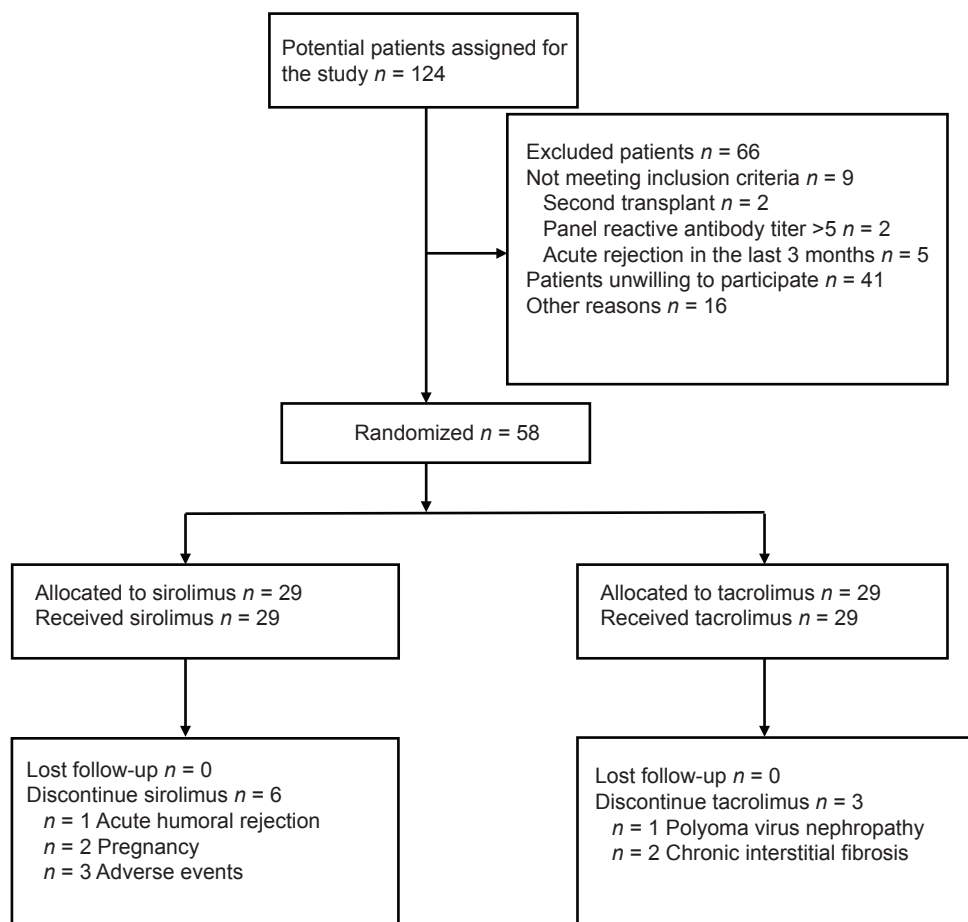 Potential patients assigned for
the study n = 124
Excluded patients n = 66
Not meeting inclusion criteria n = 9
Second transplant n = 2
Panel reactive antibody titer >5 n = 2
Acute rejection in the last 3 months n = 5
Patients unwilling to participate n = 41
Other reasons n = 16
Randomized n = 58
Allocated to sirolimus n = 29
Received sirolimus n = 29
Allocated to tacrolimus n = 29
Received tacrolimus n = 29
Lost follow-up n = 0
Discontinue sirolimus n = 6
n = 1 Acute humoral rejection
n = 2 Pregnancy
n = 3 Adverse events
Lost follow-up n = 0
Discontinue tacrolimus n = 3
n = 1 Polyoma virus nephropathy
n = 2 Chronic interstitial fibrosis